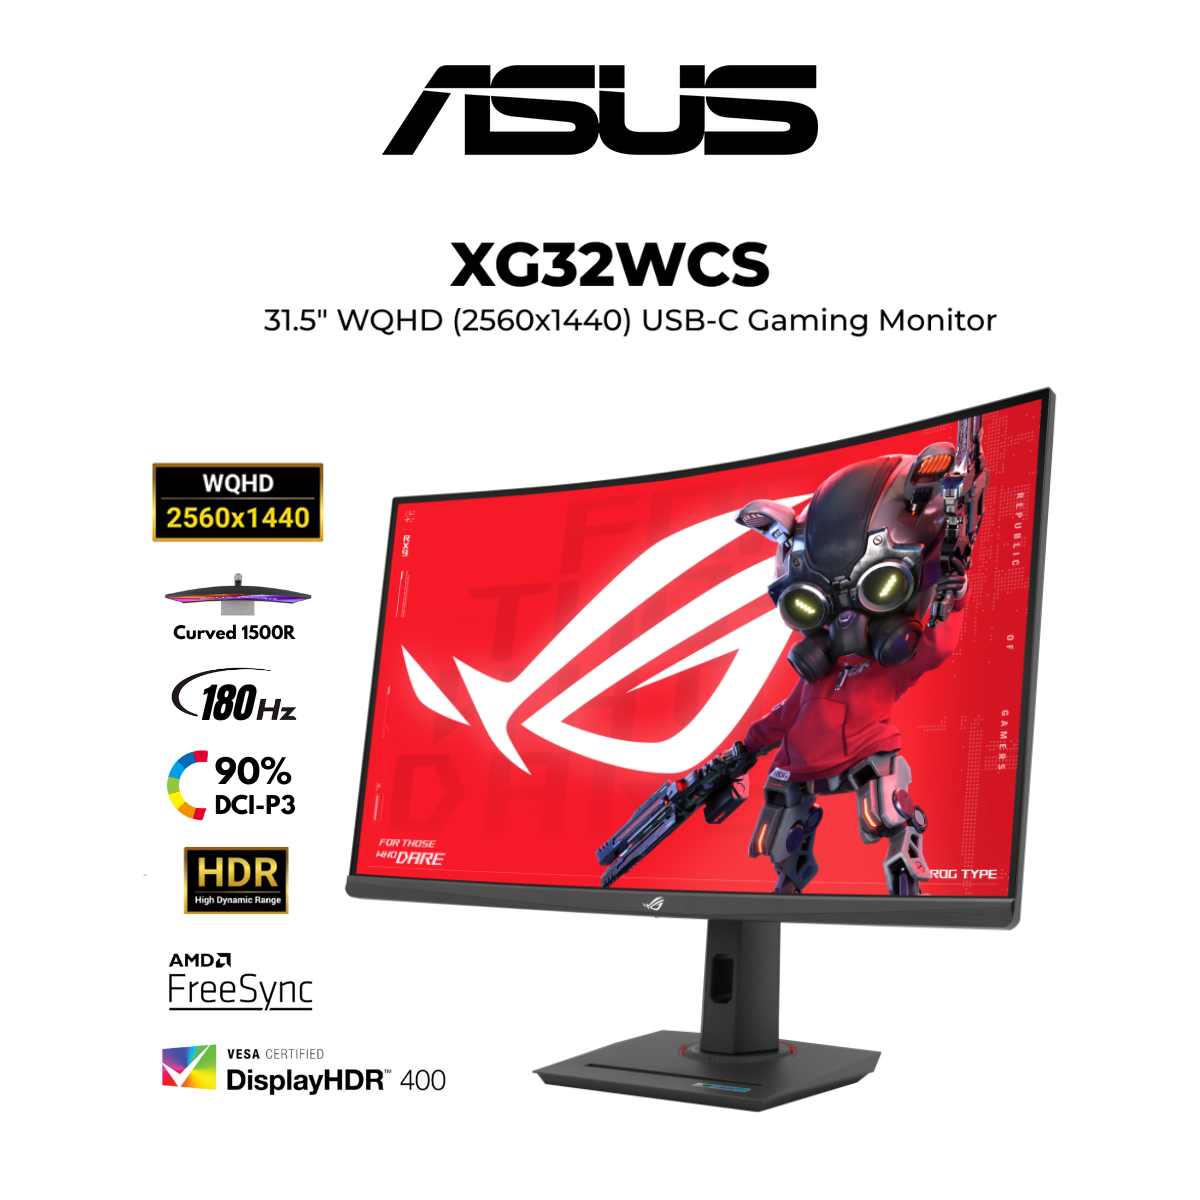 ASUS
XG32WCS
31.5" WQHD (2560x1440) USB-C Gaming Monitor
WQHD
2560x1440
Curved 1500R
180Hz
90%
DCI-P3
HDR
High Dynamic Range
AMD
FreeSync
VESA CERTIFIED
DisplayHDR™ 400
FOR THOSE
WHO DARE
REPUBLIC OF GAMERS
ROG
ROG TYPE